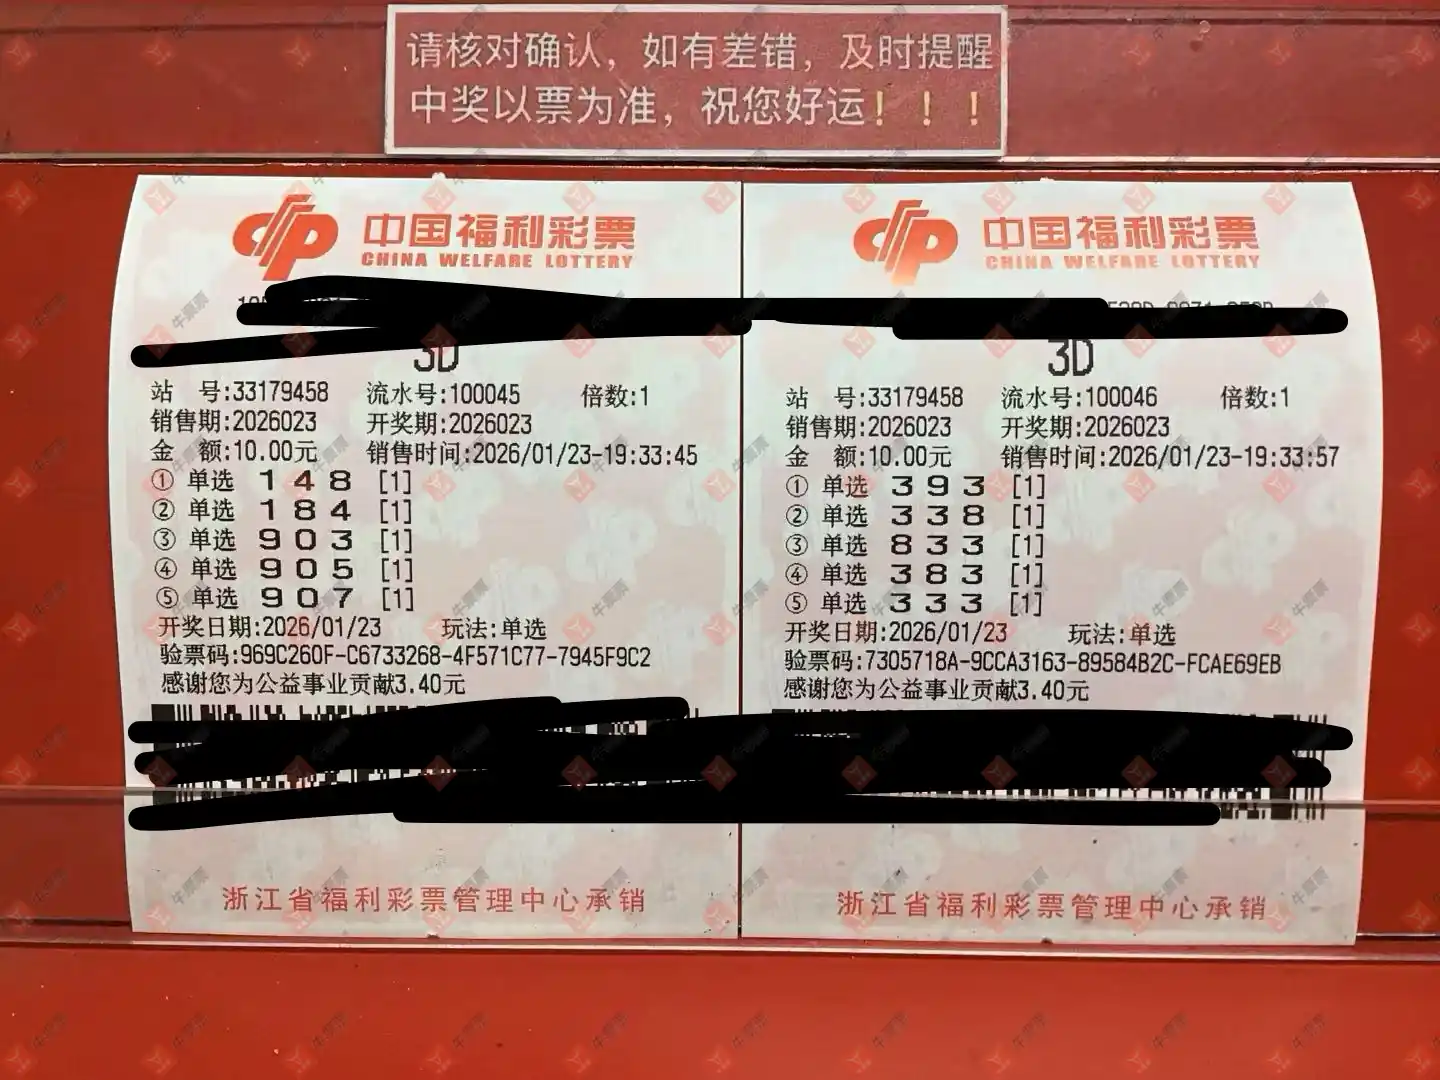 请核对确认，如有差错，及时提醒
中奖以票为准，祝您好运！！！
中国福利彩票
CHINA WELFARE LOTTERY
3D
站 号:33179458 流水号:100045 倍数:1
销售期:2026023 开奖期:2026023
金 额:10.00元 销售时间:2026/01/23-19:33:45
① 单选 1 4 8 [1]
② 单选 1 8 4 [1]
③ 单选 9 0 3 [1]
④ 单选 9 0 5 [1]
⑤ 单选 9 0 7 [1]
开奖日期:2026/01/23 玩法:单选
验票码:969C260F-C6733268-4F571C77-7945F9C2
感谢您为公益事业贡献3.40元
浙江省福利彩票管理中心承销
中国福利彩票
CHINA WELFARE LOTTERY
3D
站 号:33179458 流水号:100046 倍数:1
销售期:2026023 开奖期:2026023
金 额:10.00元 销售时间:2026/01/23-19:33:57
① 单选 3 9 3 [1]
② 单选 3 3 8 [1]
③ 单选 8 3 3 [1]
④ 单选 3 8 3 [1]
⑤ 单选 3 3 3 [1]
开奖日期:2026/01/23 玩法:单选
验票码:7305718A-9CCA3163-89584B2C-FCAE69EB
感谢您为公益事业贡献3.40元
浙江省福利彩票管理中心承销